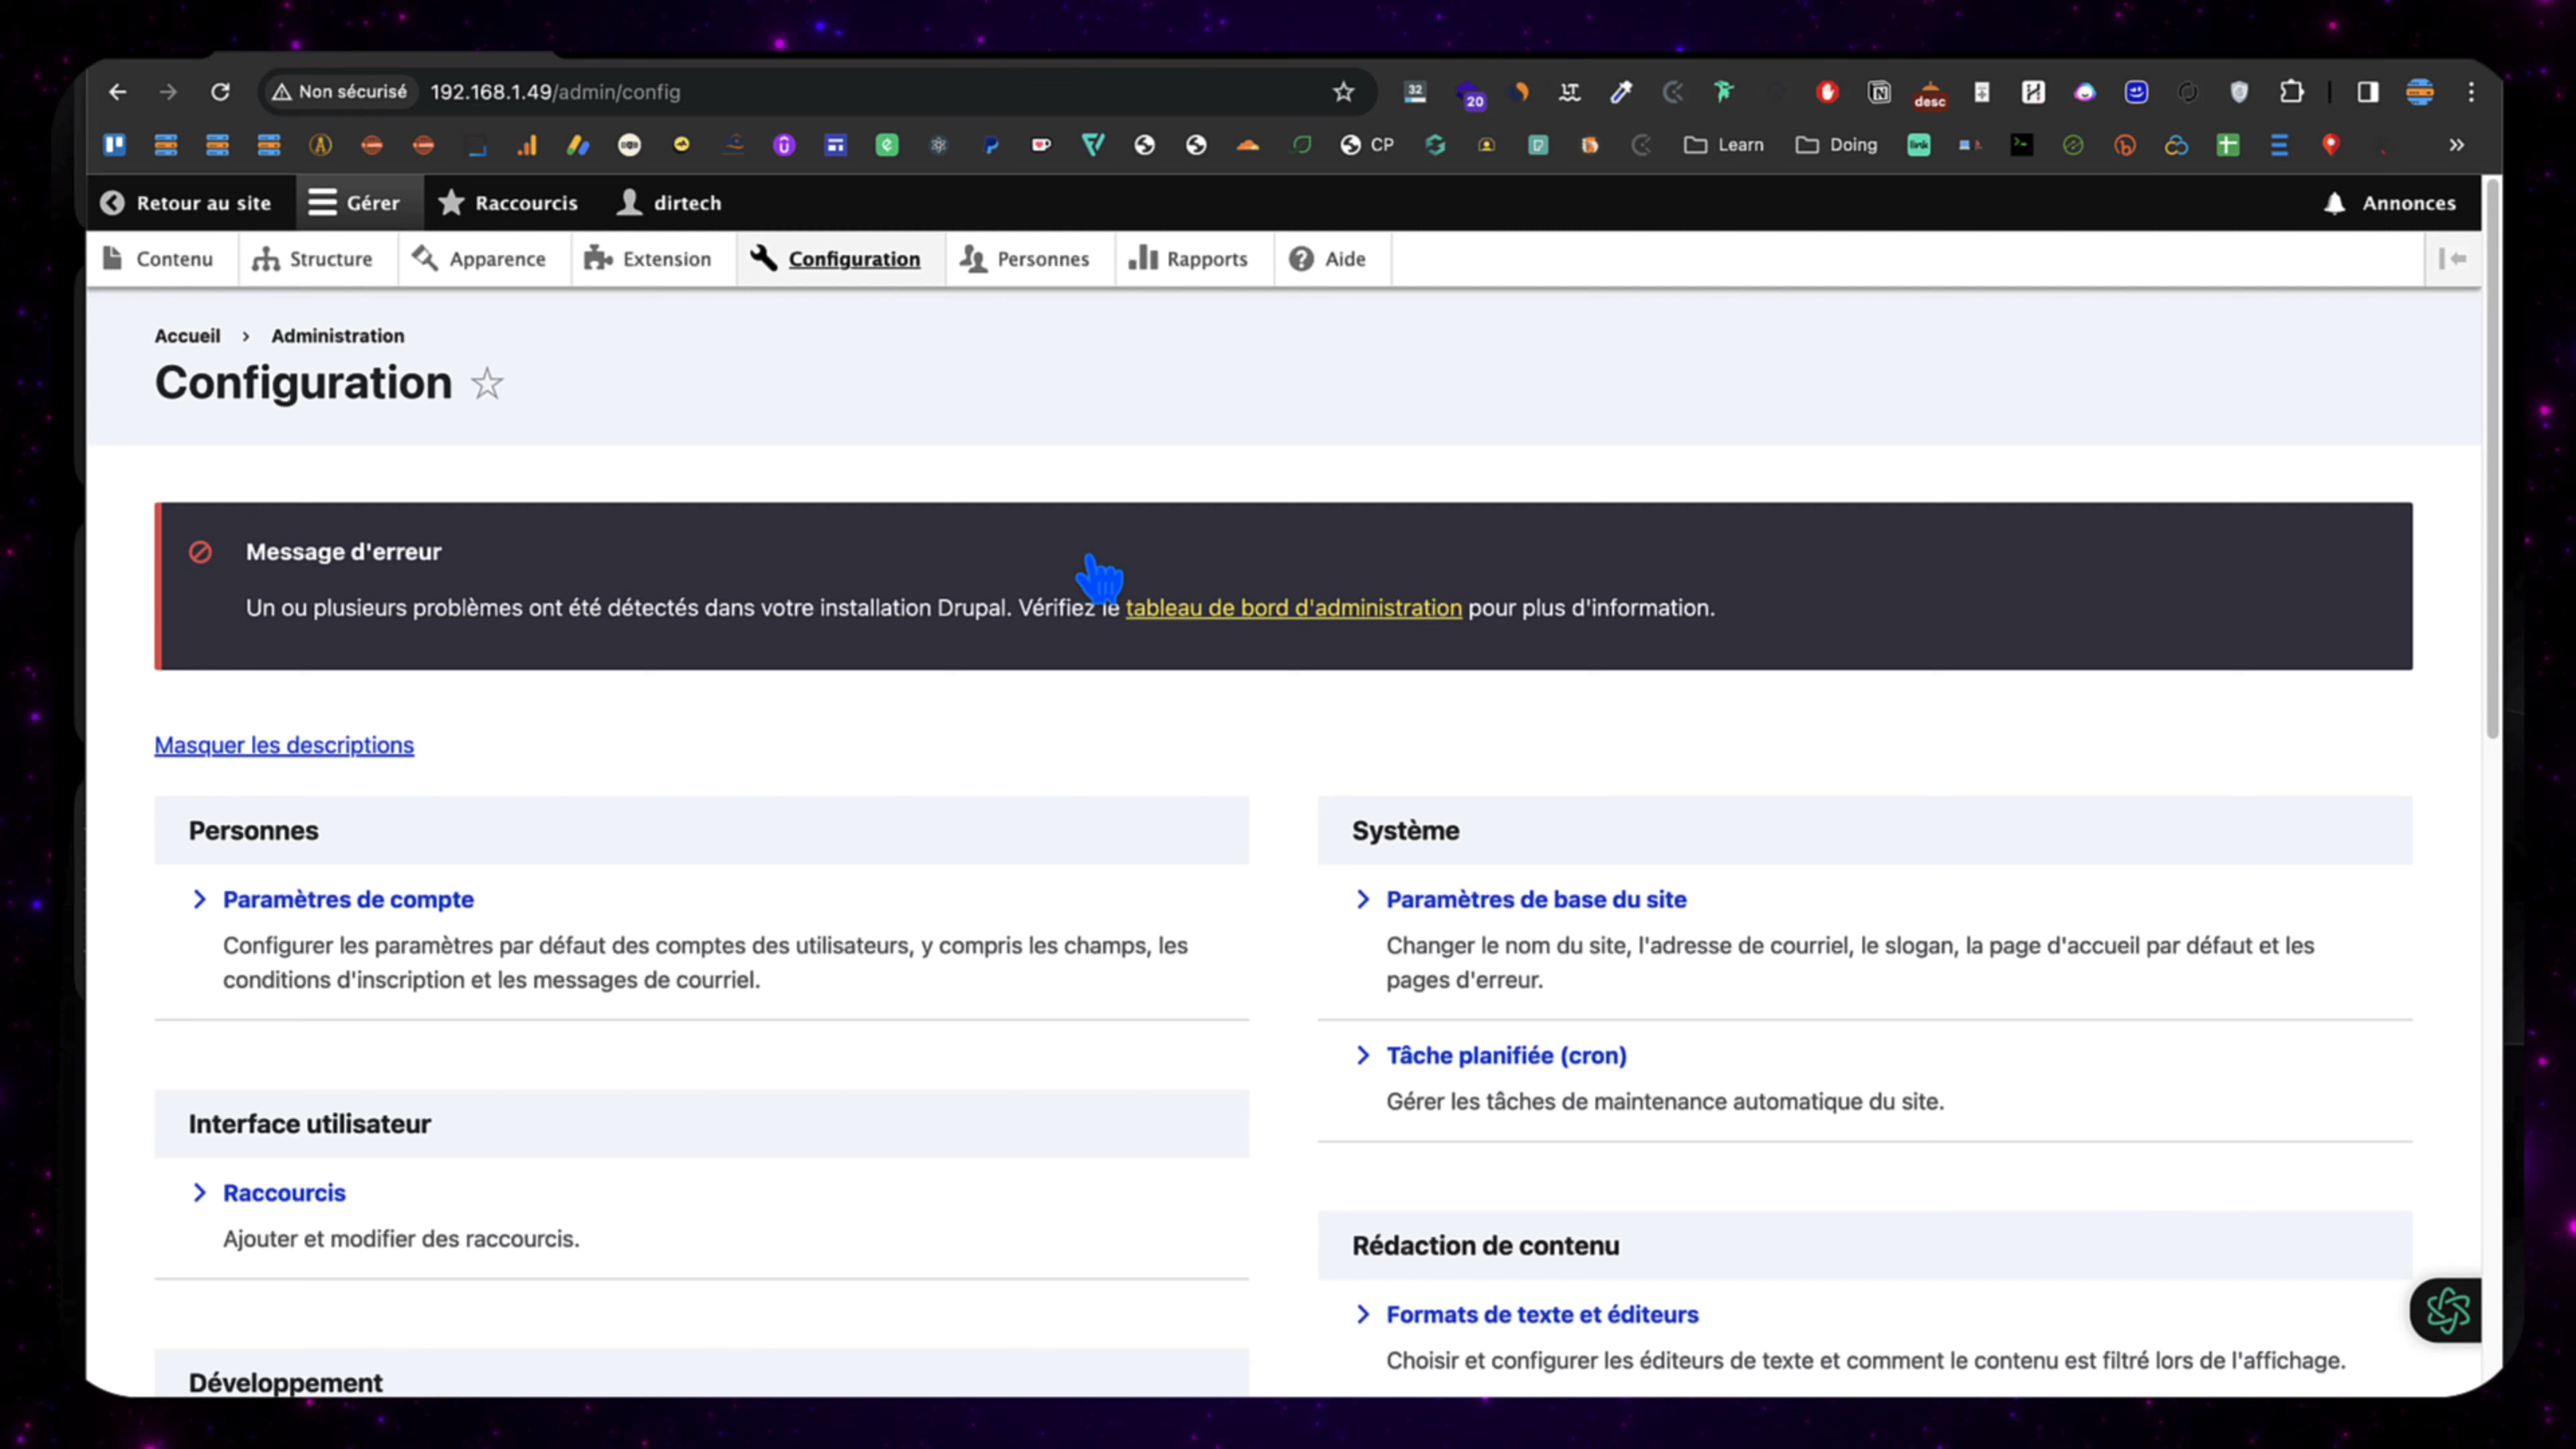 Non sécurisé 192.168.1.49/admin/config
32 20 desc
CP Learn Doing link
Retour au site Gérer Raccourcis dirtech Annonces
Contenu Structure Apparence Extension Configuration Personnes Rapports Aide
Accueil › Administration
Configuration
Message d'erreur
Un ou plusieurs problèmes ont été détectés dans votre installation Drupal. Vérifiez le tableau de bord d'administration pour plus d'information.
Masquer les descriptions
Personnes
Paramètres de compte
Configurer les paramètres par défaut des comptes des utilisateurs, y compris les champs, les
conditions d'inscription et les messages de courriel.
Interface utilisateur
Raccourcis
Ajouter et modifier des raccourcis.
Développement
Système
Paramètres de base du site
Changer le nom du site, l'adresse de courriel, le slogan, la page d'accueil par défaut et les
pages d'erreur.
Tâche planifiée (cron)
Gérer les tâches de maintenance automatique du site.
Rédaction de contenu
Formats de texte et éditeurs
Choisir et configurer les éditeurs de texte et comment le contenu est filtré lors de l'affichage.